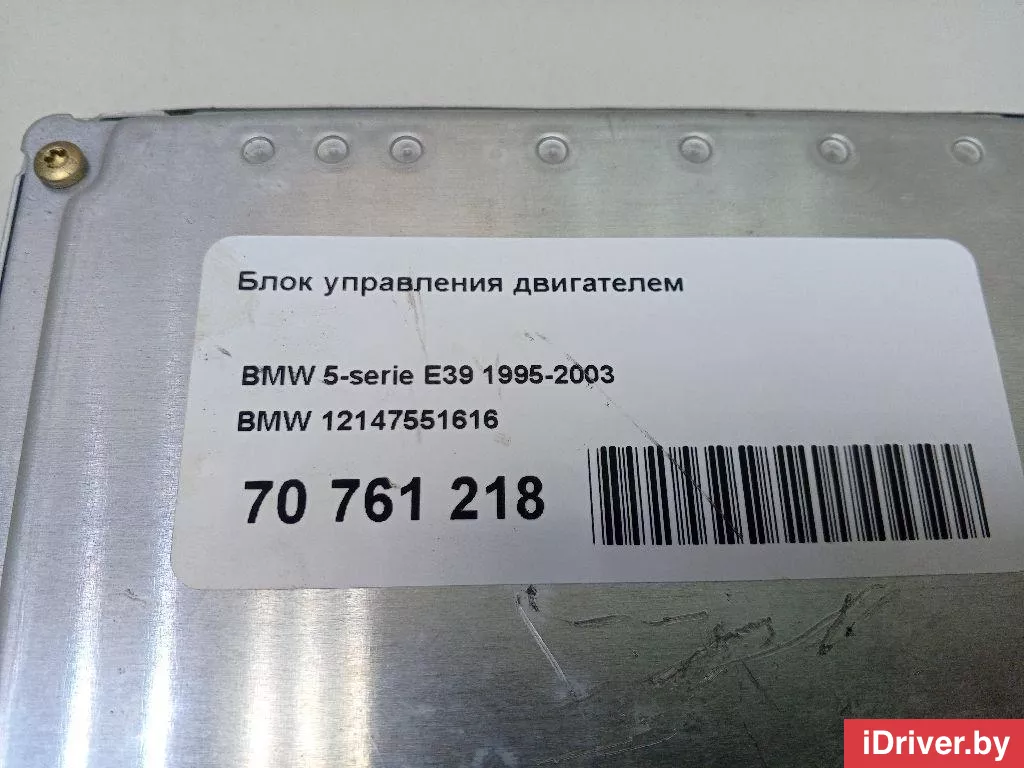 Блок управления двигателем
BMW 5-serie E39 1995-2003
BMW 12147551616
70 761 218
iDriver.by